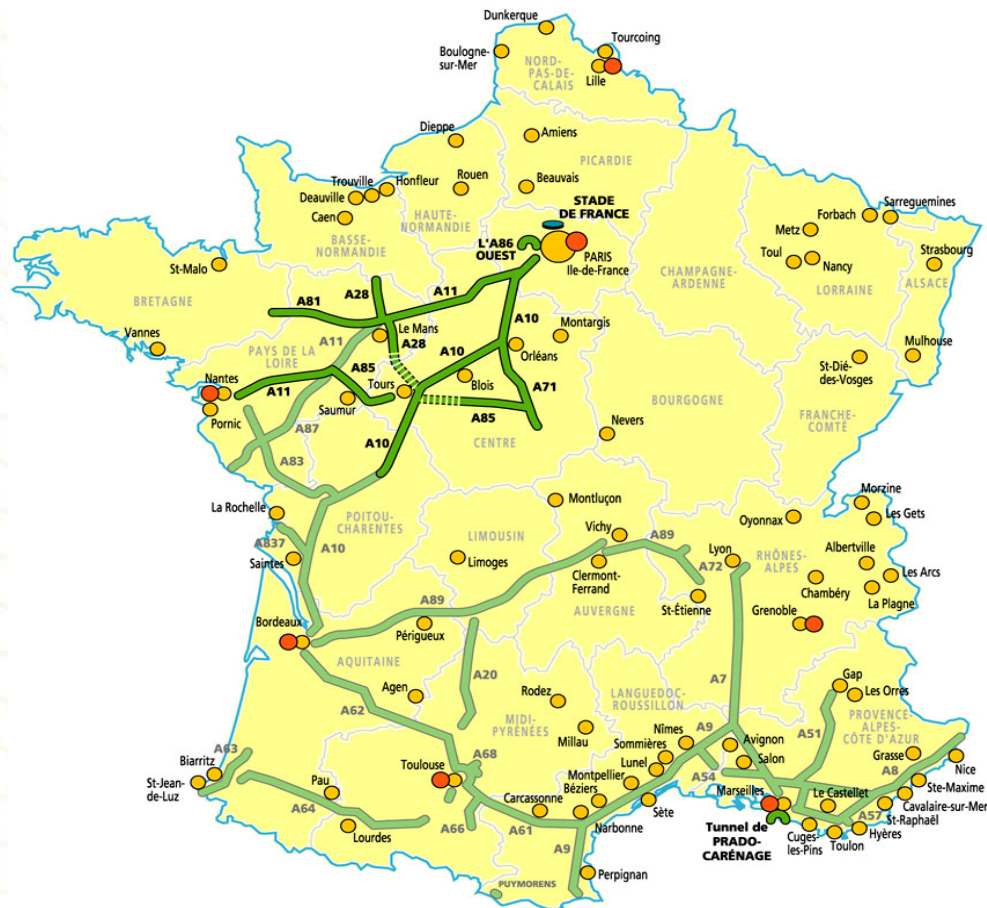 Dunkerque
Tourcoing
Boulogne-
sur-Mer
NORD-
PAS-DE-
CALAIS
Lille
Dieppe
Amiens
PICARDIE
Trouville
Honfleur
Rouen
Beauvais
Deauville
Caen
HAUTE-
NORMANDIE
BASSE-
NORMANDIE
STADE
DE FRANCE
L'A86
OUEST
PARIS
Ile-de-France
Forbach
Sarreguemines
Metz
Toul
Nancy
Strasbourg
LORRAINE
ALSACE
CHAMPAGNE-
ARDENNE
St-Malo
BRETAGNE
A81
A28
A11
A10
Vannes
A11
Le Mans
A28
A10
Montargis
Orléans
PAYS DE LA
LOIRE
A85
Tours
Blois
A71
Mulhouse
St-Dié-
des-Vosges
Nantes
A11
Saumur
Pornic
A85
BOURGOGNE
FRANCHE-
COMTÉ
Nevers
A87
A10
CENTRE
A83
La Rochelle
POITOU-
CHARENTES
Montluçon
Morzine
Les Gets
Oyonnax
A837
A10
Saintes
LIMOUSIN
Limoges
Vichy
A89
Lyon
A72
RHÔNES-
ALPES
Albertville
Les Arcs
Chambéry
La Plagne
Clermont-
Ferrand
AUVERGNE
St-Étienne
Grenoble
A89
Périgueux
Bordeaux
AQUITAINE
A20
Agen
A62
Rodez
LANGUEDOC-
ROUSSILLON
A7
Gap
Les Orres
MIDI-
PYRÉNÉES
Millau
Nîmes
A9
A51
PROVENCE-
ALPES-
CÔTE D'AZUR
Sommières
Avignon
Grasse
A63
Biarritz
St-Jean-
de-Luz
A68
Toulouse
Lunel
A54
Salon
A8
Nice
Pau
Montpellier
Béziers
Marseilles
Le Castellet
Ste-Maxime
Cavalaire-sur-Mer
A64
Carcassonne
Sète
A57
St-Raphaël
Lourdes
A66
A61
Narbonne
Tunnel de
PRADO-
CARÉNAGE
Cuges-
les-Pins
Toulon
Hyères
A9
Perpignan
PUYMORENS